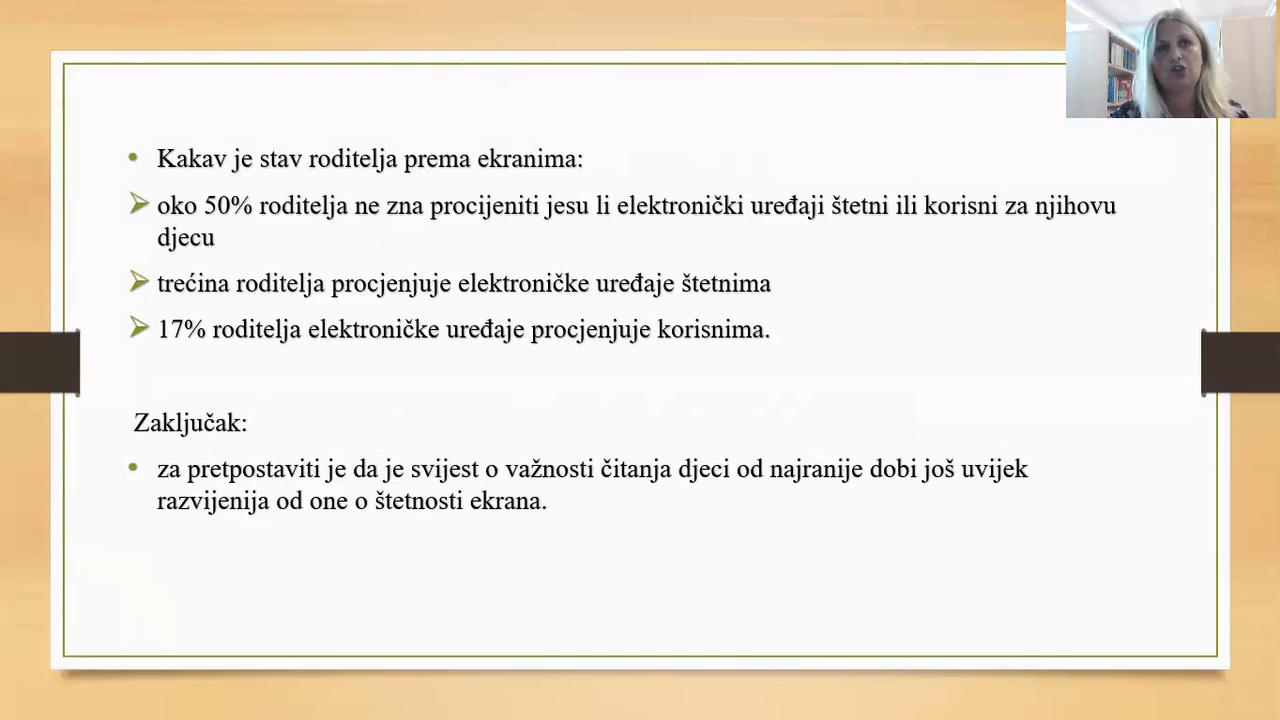 Kakav je stav roditelja prema ekranima:
oko 50% roditelja ne zna procijeniti jesu li elektronički uređaji štetni ili korisni za njihovu
djecu
trećina roditelja procjenjuje elektroničke uređaje štetnima
17% roditelja elektroničke uređaje procjenjuje korisnima.
Zaključak:
za pretpostaviti je da je svijest o važnosti čitanja djeci od najranije dobi još uvijek
razvijenija od one o štetnosti ekrana.